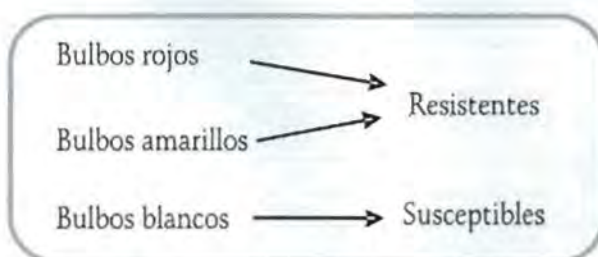 Bulbos rojos
Resistentes
Bulbos amarillos
Bulbos blancos
Susceptibles